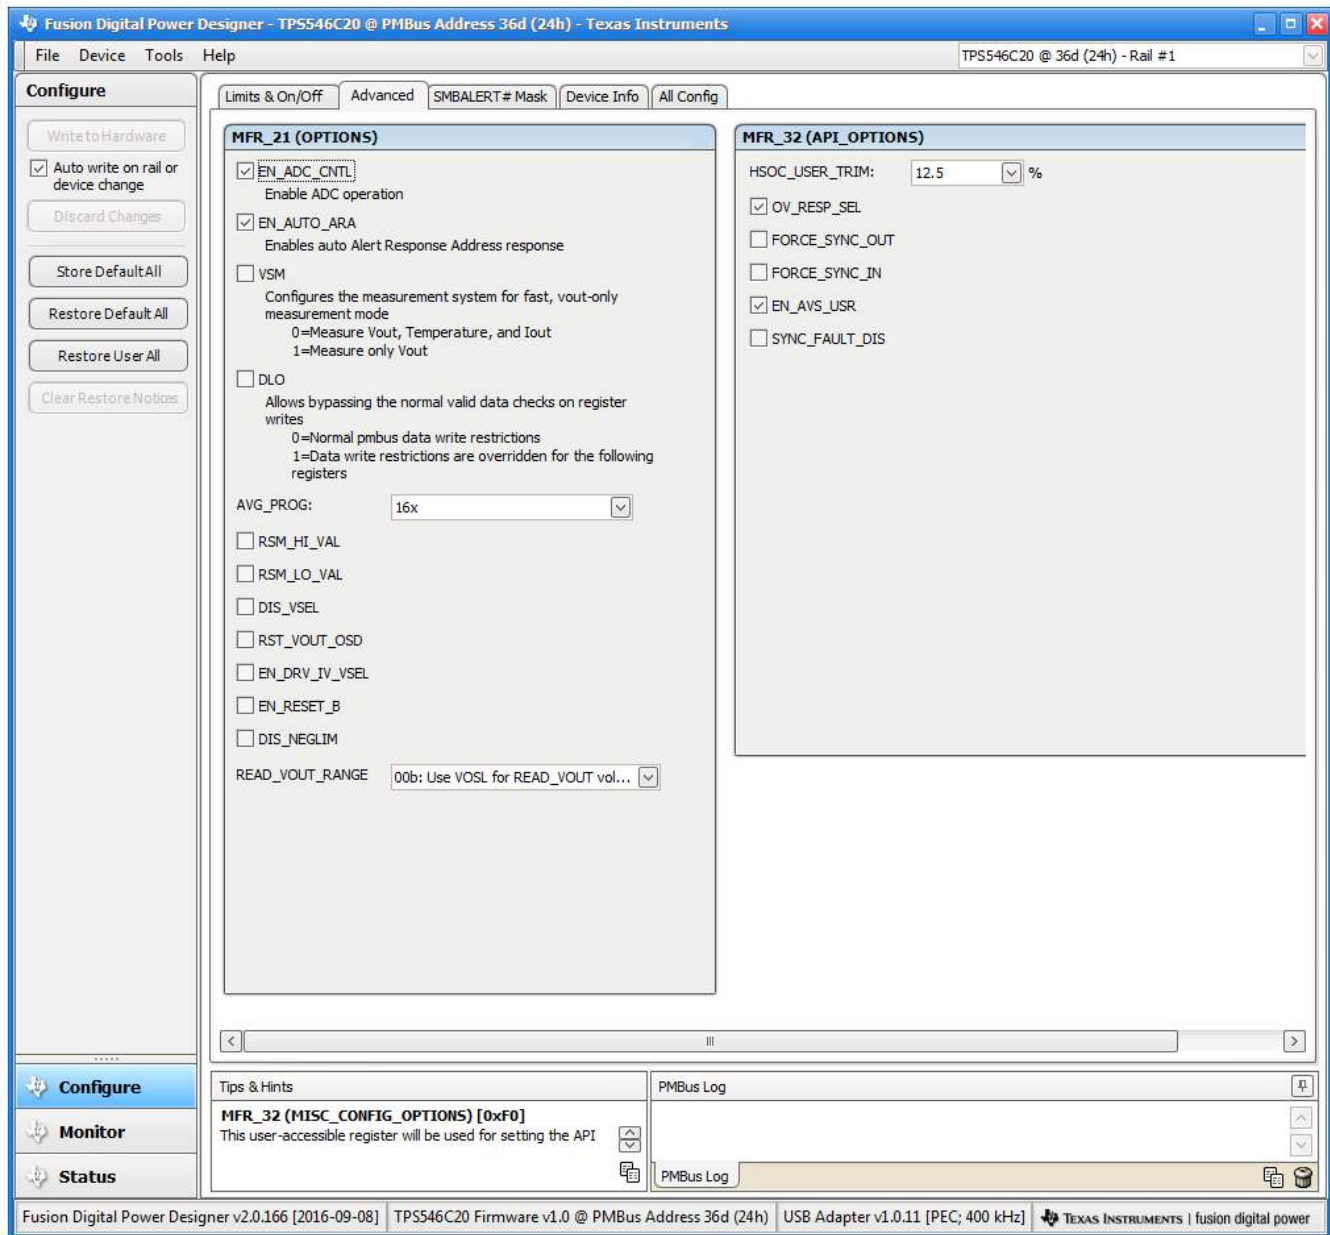 Fusion Digital Power Designer - TPS546C20 @ PMBus Address 36d (24h) - Texas Instruments
File Device Tools Help
TPS546C20 @ 36d (24h) - Rail #1
Configure
Write to Hardware
Auto write on rail or
device change
Discard Changes
Store Default All
Restore Default All
Restore User All
Clear Restore Notices
Limits & On/Off Advanced SMBALERT# Mask Device Info All Config
MFR_21 (OPTIONS)
EN_ADC_CNTL
Enable ADC operation
EN_AUTO_ARA
Enables auto Alert Response Address response
VSM
Configures the measurement system for fast, vout-only
measurement mode
0=Measure Vout, Temperature, and Iout
1=Measure only Vout
DLO
Allows bypassing the normal valid data checks on register
writes
0=Normal pmbus data write restrictions
1=Data write restrictions are overridden for the following
registers
AVG_PROG: 16x
RSM_HI_VAL
RSM_LO_VAL
DIS_VSEL
RST_VOUT_OSD
EN_DRV_IV_VSEL
EN_RESET_B
DIS_NEGLIM
READ_VOUT_RANGE 00b: Use VOSL for READ_VOUT vol...
MFR_32 (API_OPTIONS)
HSOC_USER_TRIM: 12.5 %
OV_RESP_SEL
FORCE_SYNC_OUT
FORCE_SYNC_IN
EN_AVS_USR
SYNC_FAULT_DIS
Configure
Monitor
Status
Tips & Hints
MFR_32 (MISC_CONFIG_OPTIONS) [0xF0]
This user-accessible register will be used for setting the API
PMBus Log
PMBus Log
Fusion Digital Power Designer v2.0.166 [2016-09-08] TPS546C20 Firmware v1.0 @ PMBus Address 36d (24h) USB Adapter v1.0.11 [PEC; 400 kHz] TEXAS INSTRUMENTS | fusion digital power